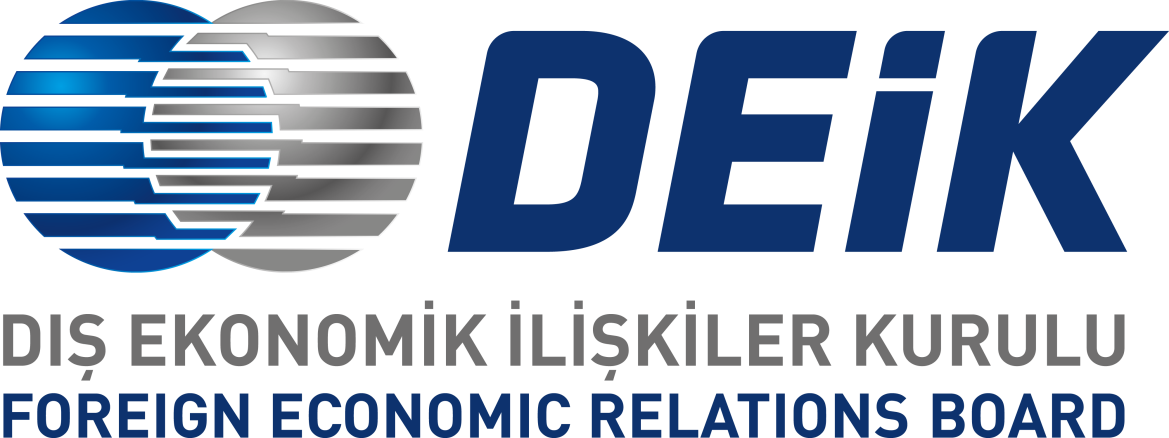 DEİK
DIŞ EKONOMİK İLİŞKİLER KURULU
FOREIGN ECONOMIC RELATIONS BOARD